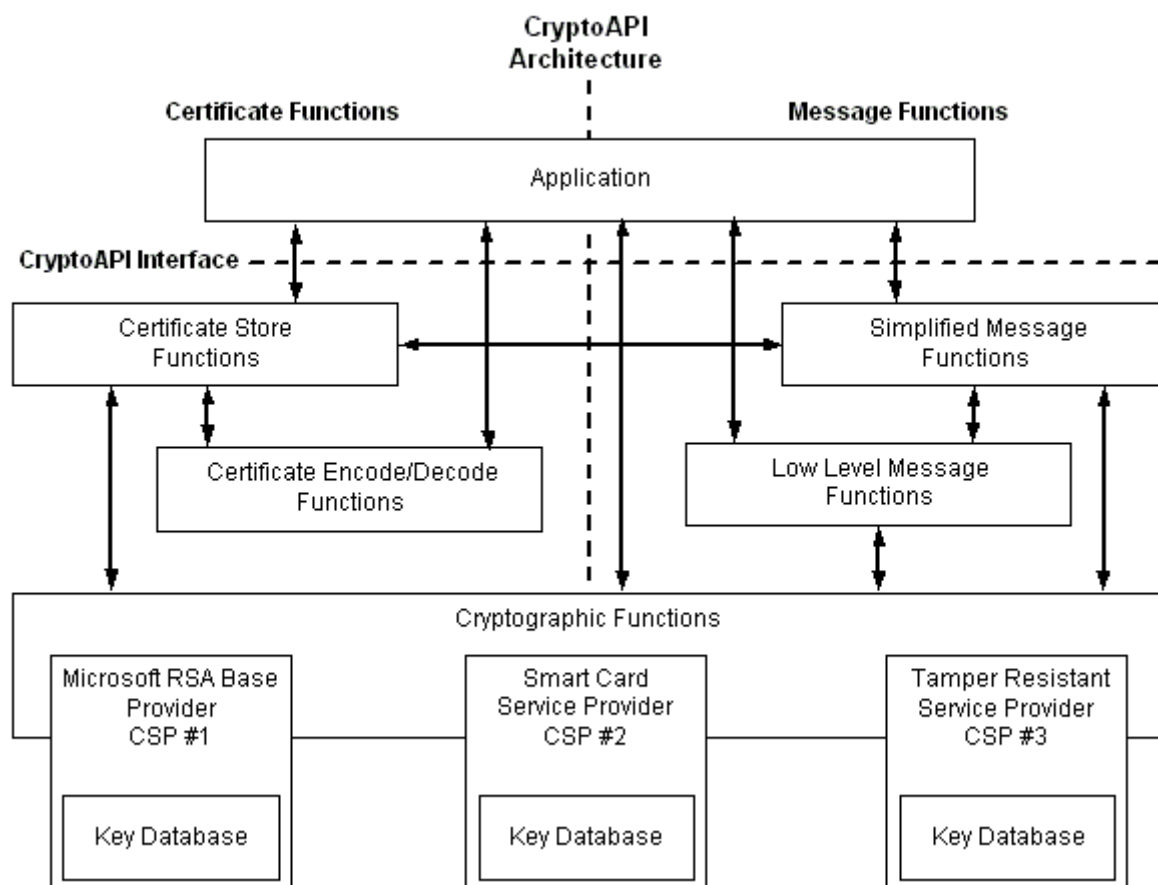 CryptoAPI
Architecture
Certificate Functions
Message Functions
Application
CryptoAPI Interface
Certificate Store
Functions
Simplified Message
Functions
Certificate Encode/Decode
Functions
Low Level Message
Functions
Cryptographic Functions
Microsoft RSA Base
Provider
CSP #1
Key Database
Smart Card
Service Provider
CSP #2
Key Database
Tamper Resistant
Service Provider
CSP #3
Key Database